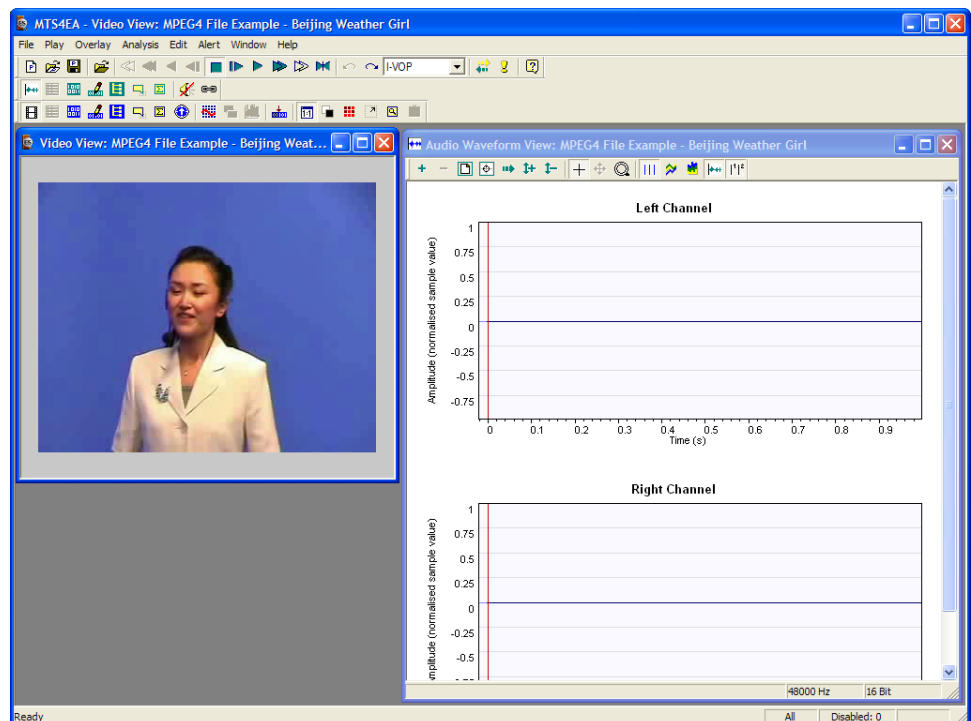 MTS4EA - Video View: MPEG4 File Example - Beijing Weather Girl
File Play Overlay Analysis Edit Alert Window Help
I-VOP
Video View: MPEG4 File Example - Beijing Weat...
Audio Waveform View: MPEG4 File Example - Beijing Weather Girl
Left Channel
Amplitude (normalised sample value)
1
0.75
0.5
0.25
0
-0.25
-0.5
-0.75
0 0.1 0.2 0.3 0.4 0.5 0.6 0.7 0.8 0.9
Time (s)
Right Channel
Amplitude (normalised sample value)
1
0.75
0.5
0.25
0
-0.25
-0.5
48000 Hz 16 Bit
Ready All Disabled: 0